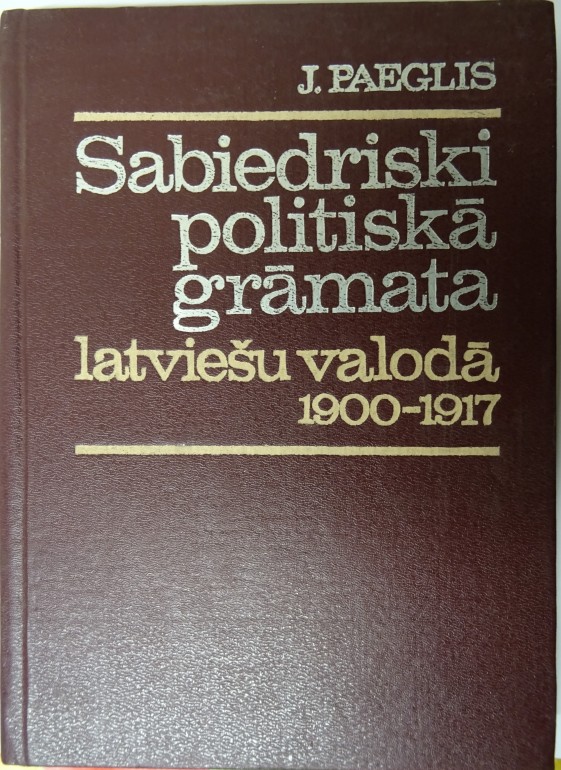 J. PAEGLIS
Sabiedriski
politiskā
grāmata
latviešu valodā
1900-1917